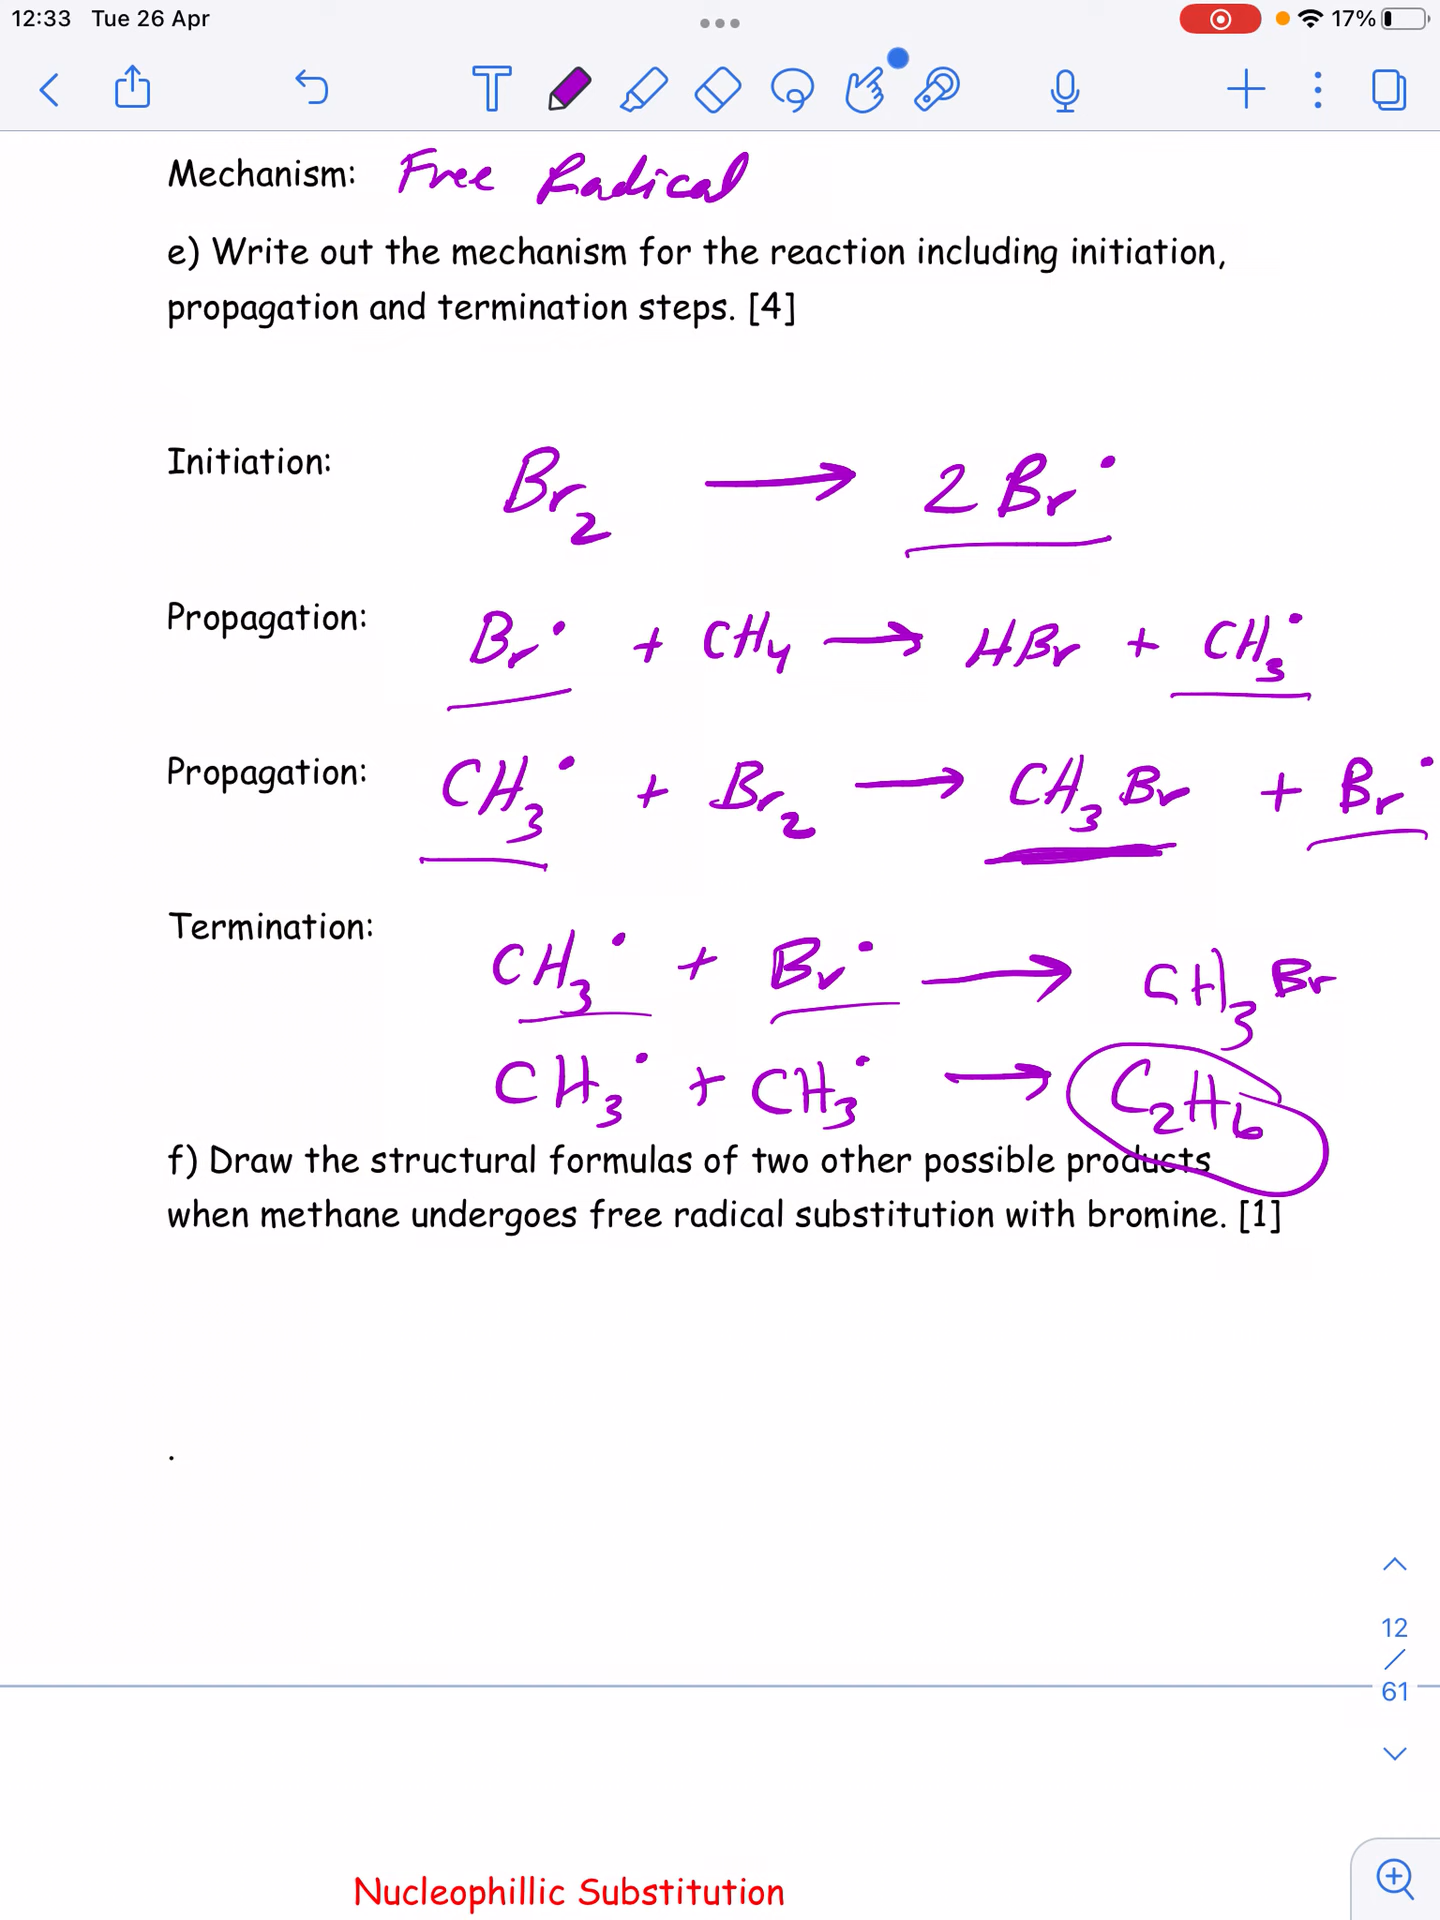 12:33 Tue 26 Apr 17%
T
Mechanism: Free Radical
e) Write out the mechanism for the reaction including initiation,
propagation and termination steps. [4]
Initiation: Br₂ → 2 Br•
Propagation: Br• + CH₄ → HBr + CH₃•
Propagation: CH₃• + Br₂ → CH₃Br + Br•
Termination: CH₃• + Br• → CH₃Br
CH₃• + CH₃• → C₂H₆
f) Draw the structural formulas of two other possible products
when methane undergoes free radical substitution with bromine. [1]
.
12
/
61
Nucleophillic Substitution